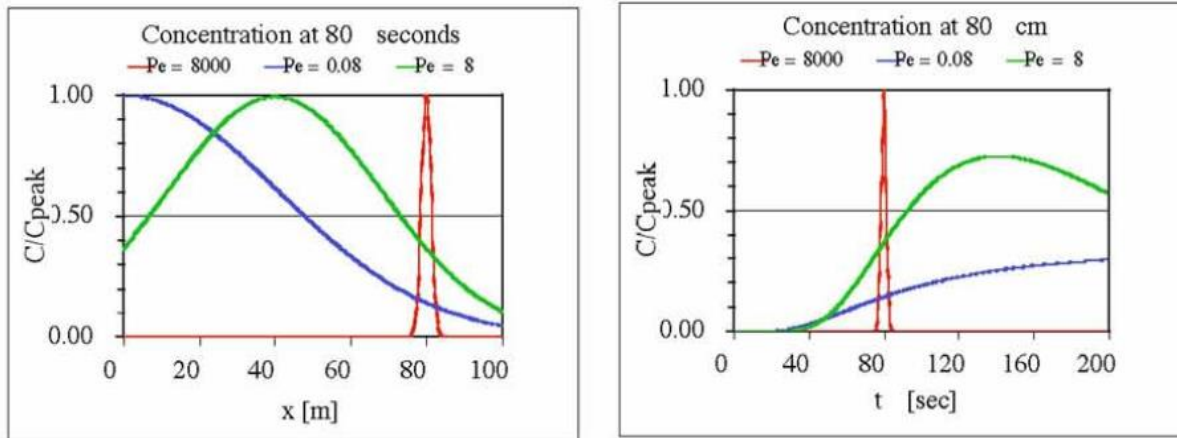 Concentration at 80 seconds
Pe = 8000 Pe = 0.08 Pe = 8
1.00
0.50
0.00
C/Cpeak
0 20 40 60 80 100
x [m]
Concentration at 80 cm
Pe = 8000 Pe = 0.08 Pe = 8
1.00
0.50
0.00
C/Cpeak
0 40 80 120 160 200
t [sec]